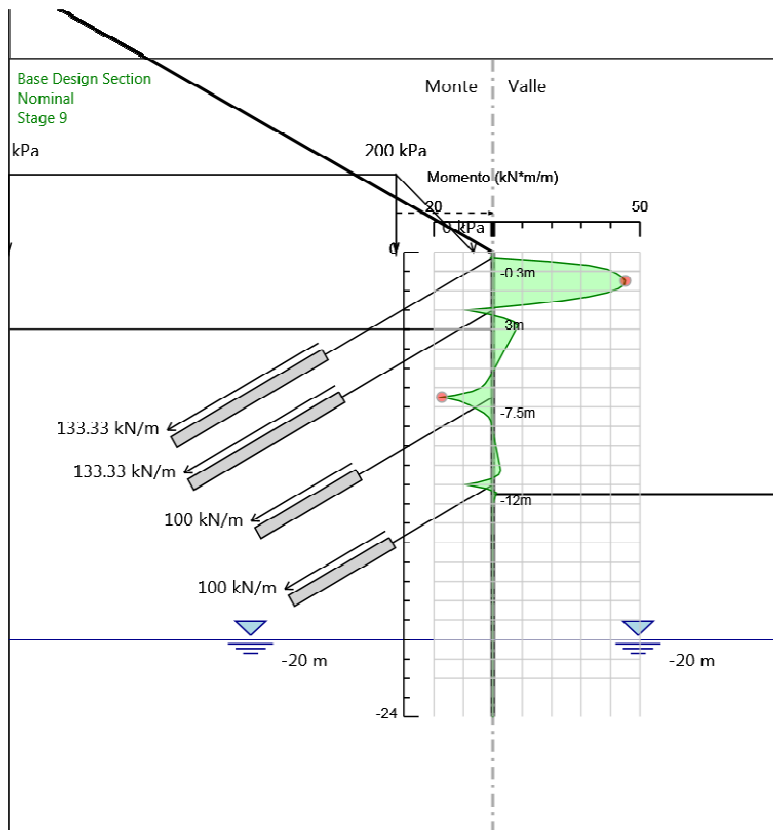 Base Design Section
Nominal
Stage 9
Monte
Valle
kPa
200 kPa
Momento (kN*m/m)
20
50
0 kPa
0
-0.3m
-3m
-7.5m
-12m
133.33 kN/m
133.33 kN/m
100 kN/m
100 kN/m
-20 m
-20 m
-24